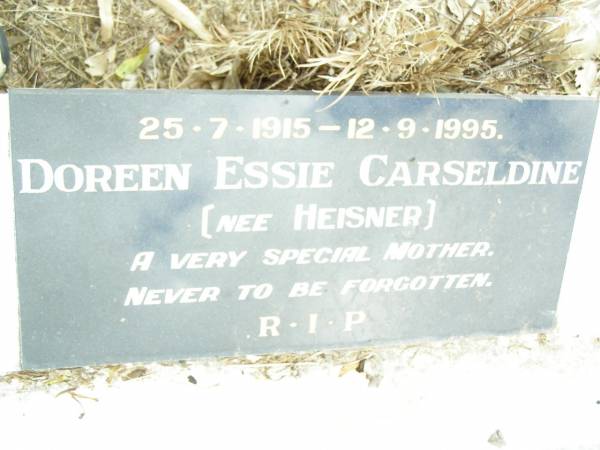 25·7·1915–12·9·1995.
DOREEN ESSIE CARSELDINE
(NEE HEISNER)
A VERY SPECIAL MOTHER.
NEVER TO BE FORGOTTEN.
R·I·P